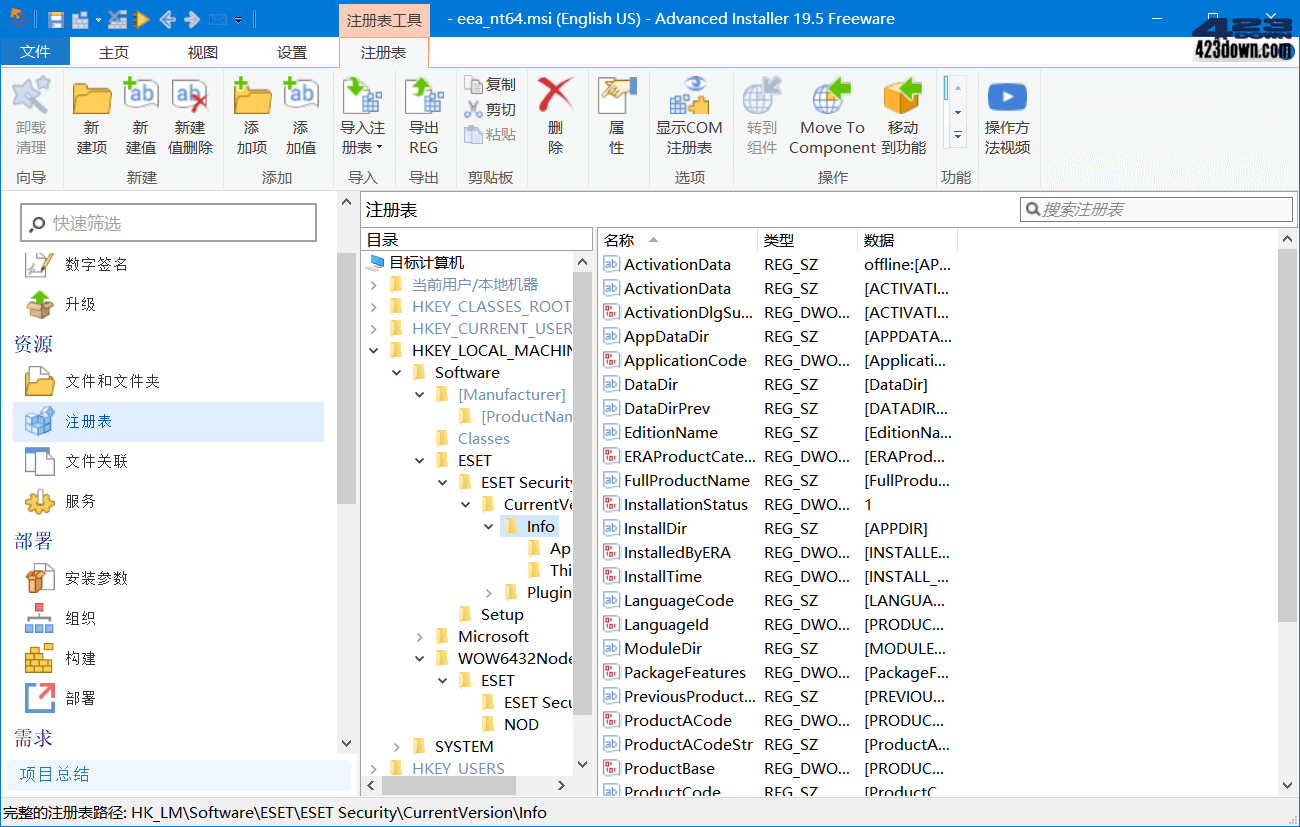 注册表工具
- eea_nt64.msi (English US) - Advanced Installer 19.5 Freeware
423down.com
文件
主页
视图
设置
注册表
卸载清理
新建项
新建值
新建值删除
添加项
添加值
导入注册表
导出REG
复制
剪切
粘贴
删除
属性
显示COM注册表
转到组件
Move To Component
移动到功能
操作方法视频
向导
新建
添加
导入
导出
剪贴板
选项
操作
功能
快速筛选
数字签名
升级
资源
文件和文件夹
注册表
文件关联
服务
部署
安装参数
组织
构建
部署
需求
项目总结
注册表
搜索注册表
目录
目标计算机
当前用户/本地机器
HKEY_CLASSES_ROOT
HKEY_CURRENT_USER
HKEY_LOCAL_MACHIN
Software
[Manufacturer]
[ProductNam
Classes
ESET
ESET Security
CurrentVe
Info
Ap
Thi
Plugin
Setup
Microsoft
WOW6432Node
ESET
ESET Secu
NOD
SYSTEM
HKEY_USERS
名称 类型 数据
ActivationData REG_SZ offline:[AP...
ActivationData REG_SZ [ACTIVATI...
ActivationDlgSu... REG_DWO... [ACTIVATI...
AppDataDir REG_SZ [APPDATA...
ApplicationCode REG_DWO... [Applicati...
DataDir REG_SZ [DataDir]
DataDirPrev REG_SZ [DATADIR...
EditionName REG_SZ [EditionNa...
ERAProductCate... REG_DWO... [ERAProd...
FullProductName REG_SZ [FullProdu...
InstallationStatus REG_DWO... 1
InstallDir REG_SZ [APPDIR]
InstalledByERA REG_DWO... [INSTALLE...
InstallTime REG_DWO... [INSTALL_...
LanguageCode REG_SZ [LANGUA...
LanguageId REG_DWO... [PRODUC...
ModuleDir REG_SZ [MODULE...
PackageFeatures REG_DWO... [PackageF...
PreviousProduct... REG_SZ [PREVIOU...
ProductACode REG_DWO... [PRODUC...
ProductACodeStr REG_SZ [ProductA...
ProductBase REG_DWO... [PRODUC...
ProductCode REG_SZ [ProductC
完整的注册表路径: HK_LM\Software\ESET\ESET Security\CurrentVersion\Info